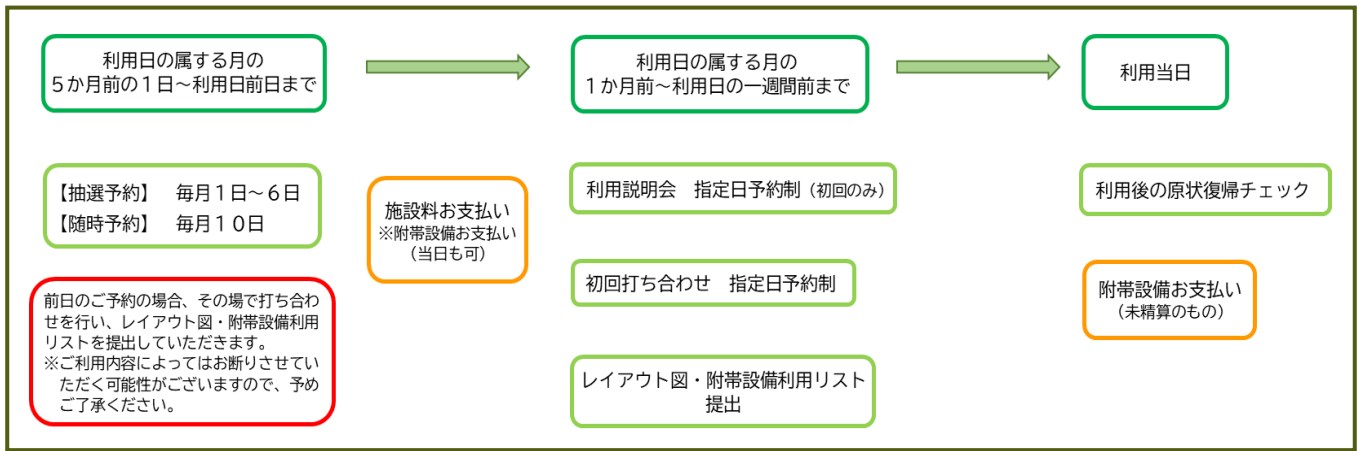 利用日の属する月の
５か月前の１日～利用日前日まで
利用日の属する月の
１か月前～利用日の一週間前まで
利用当日
【抽選予約】　毎月１日～６日
【随時予約】　毎月１０日
施設料お支払い
※附帯設備お支払い
（当日も可）
利用説明会　指定日予約制（初回のみ）
利用後の原状復帰チェック
初回打ち合わせ　指定日予約制
附帯設備お支払い
（未精算のもの）
前日のご予約の場合、その場で打ち合わ
せを行い、レイアウト図・附帯設備利用
リストを提出していただきます。
※ご利用内容によってはお断りさせてい
ただく可能性がございますので、予め
ご了承ください。
レイアウト図・附帯設備利用リスト
提出